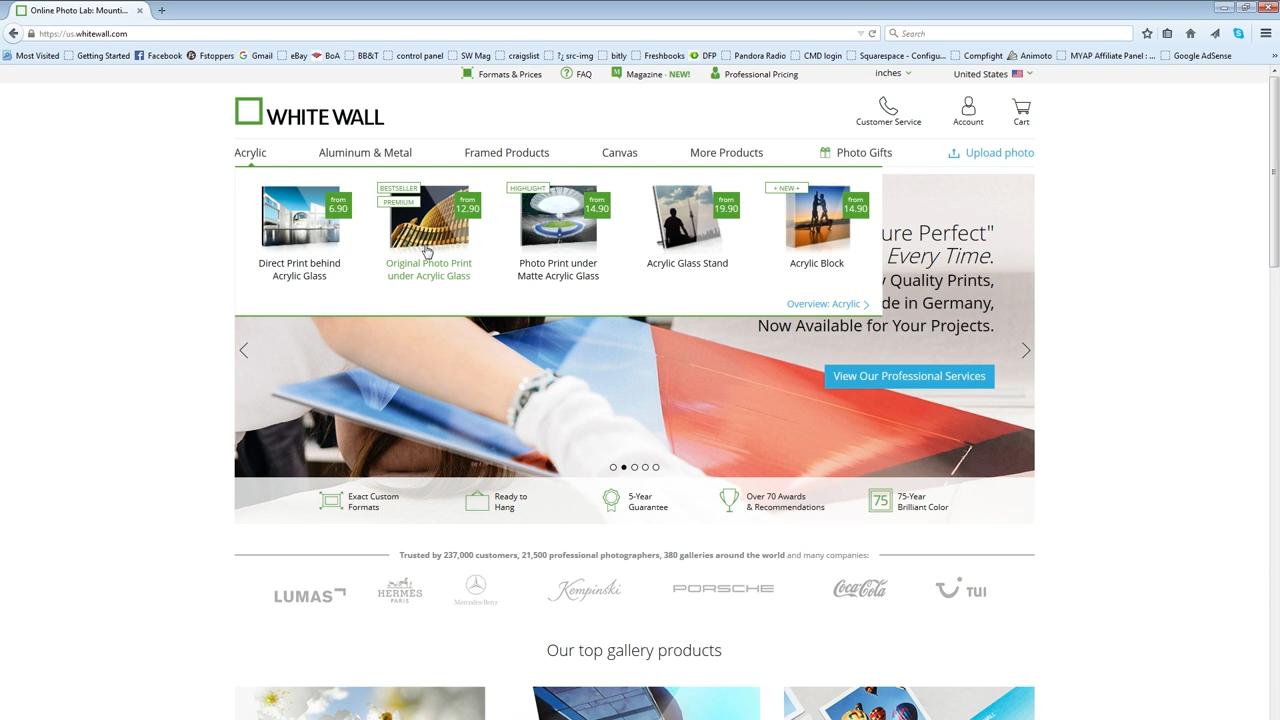 Online Photo Lab: Mounti...
https://us.whitewall.com
Search
Most Visited Getting Started Facebook Fstoppers Gmail eBay BoA BB&T control panel SW Mag craigslist ?¿ src-img bitly Freshbooks DFP Pandora Radio CMD login Squarespace - Configu... Compfight Animoto MYAP Affiliate Panel : ... Google AdSense
Formats & Prices FAQ Magazine - NEW! Professional Pricing inches United States
WHITE WALL
Customer Service Account Cart
Acrylic Aluminum & Metal Framed Products Canvas More Products Photo Gifts Upload photo
BESTSELLER HIGHLIGHT + NEW +
PREMIUM
from from from from from
6.90 12.90 14.90 19.90 14.90
Direct Print behind Original Photo Print Photo Print under Acrylic Glass Stand Acrylic Block
Acrylic Glass under Acrylic Glass Matte Acrylic Glass
Overview: Acrylic
ure Perfect"
Every Time.
y Quality Prints,
de in Germany,
Now Available for Your Projects.
View Our Professional Services
Exact Custom Ready to 5-Year Over 70 Awards 75 75-Year
Formats Hang Guarantee & Recommendations Brilliant Color
Trusted by 237,000 customers, 21,500 professional photographers, 380 galleries around the world and many companies:
LUMAS HERMÈS PARIS Mercedes-Benz Kempinski PORSCHE Coca-Cola TUI
Our top gallery products